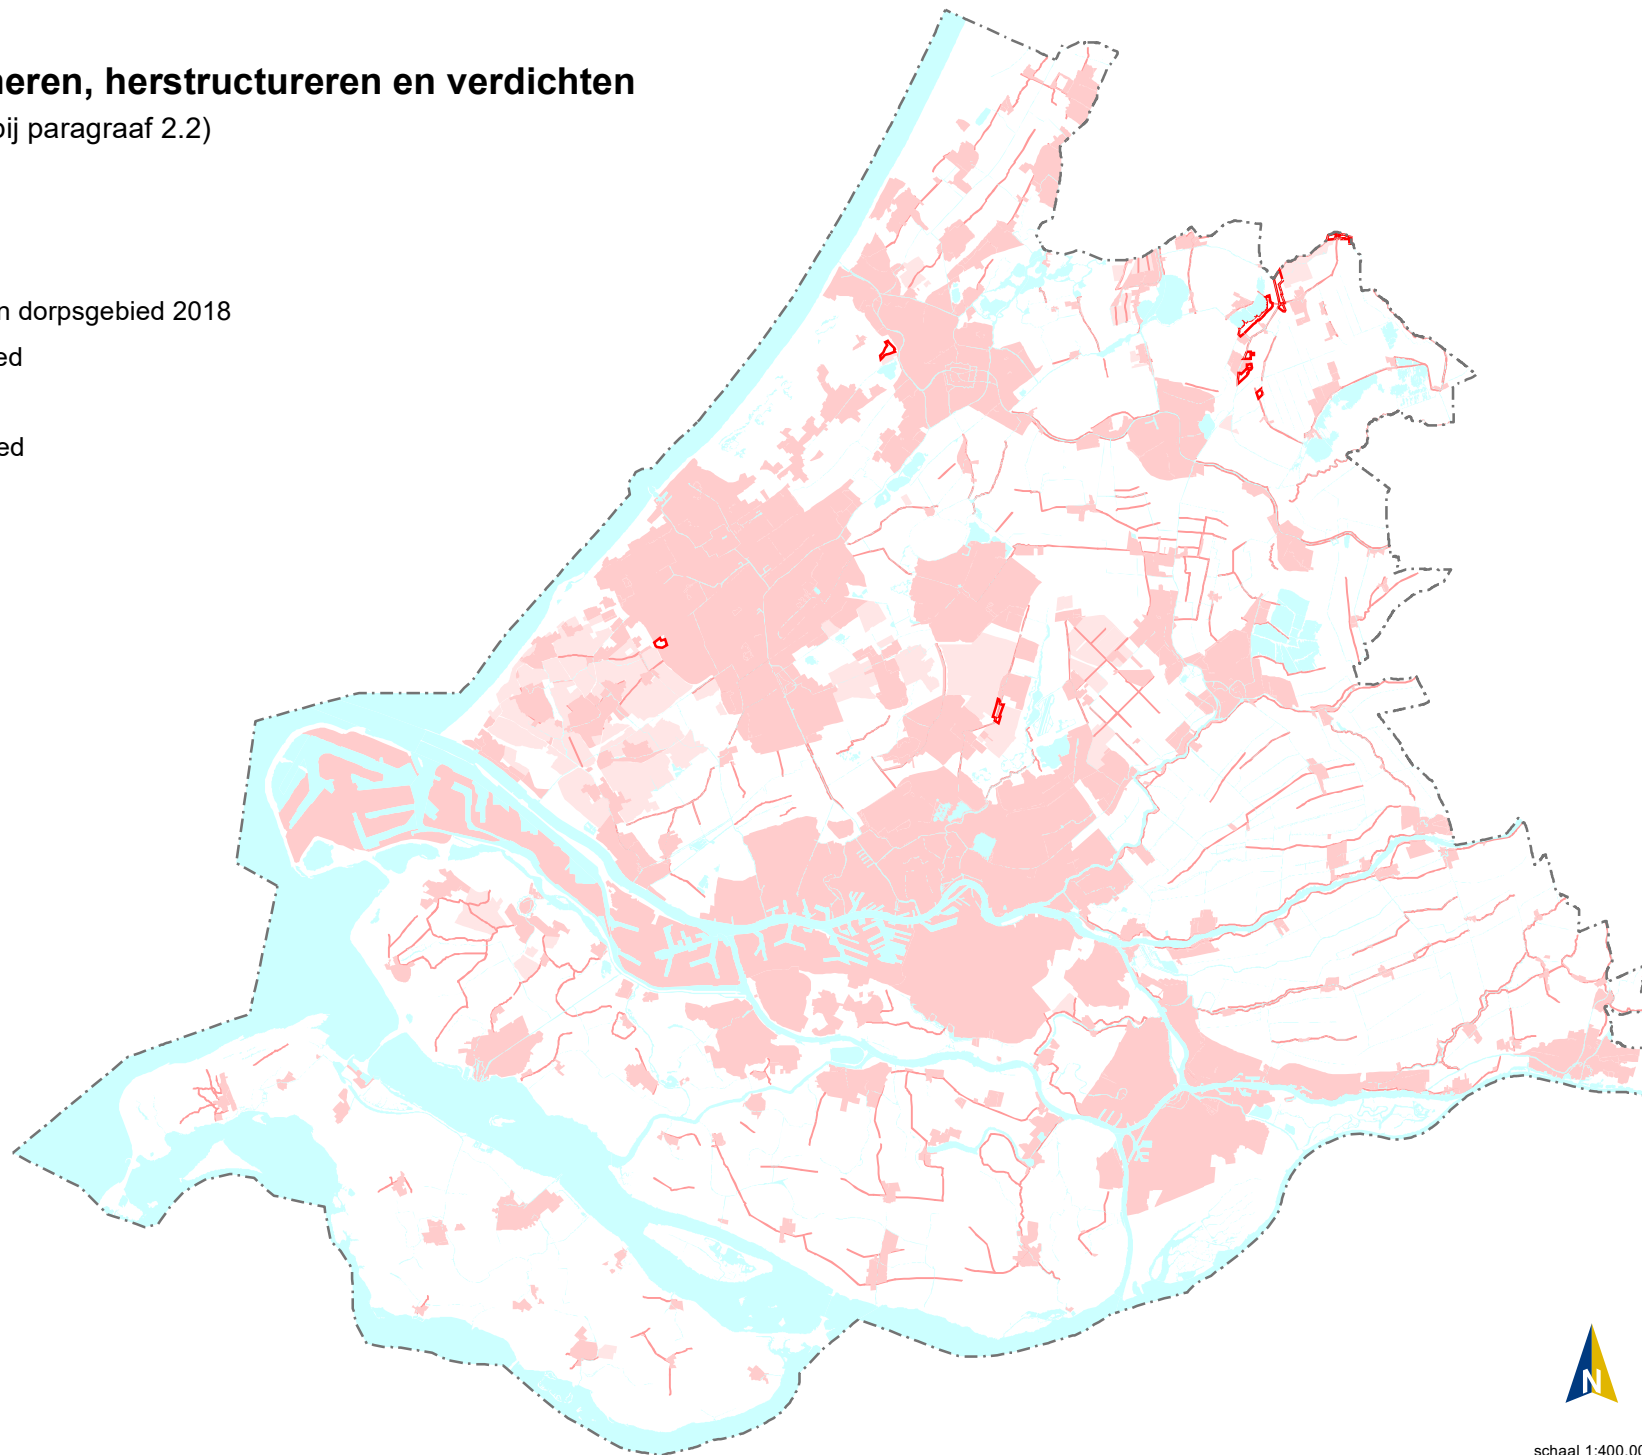 neren, herstructureren en verdichten
bij paragraaf 2.2)
n dorpsgebied 2018
ed
ed
N
schaal 1:400.00